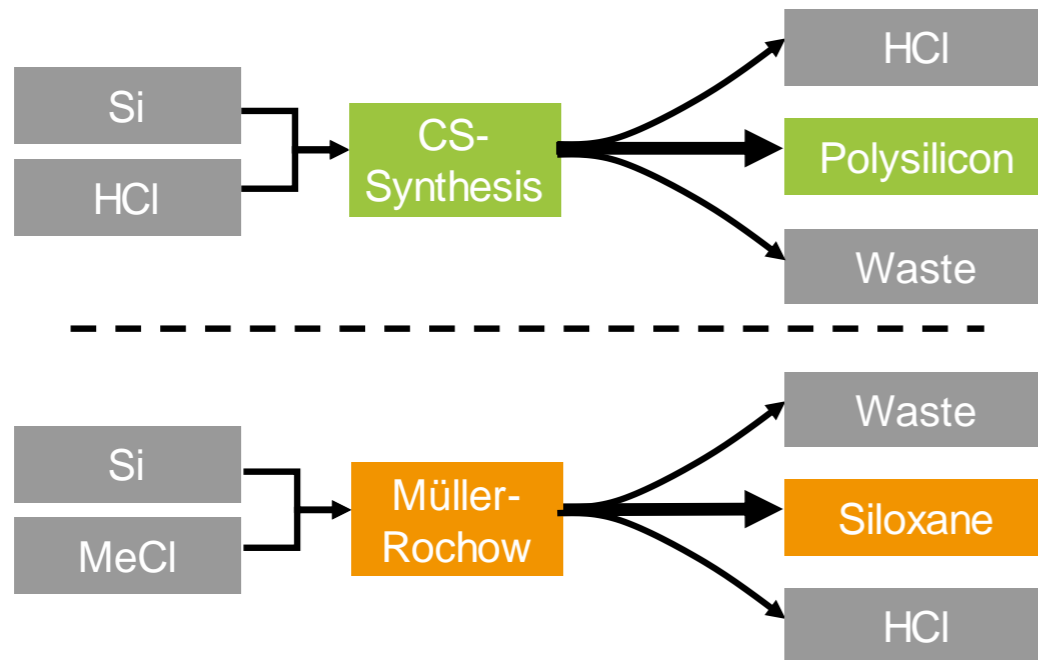 Si
HCl
CS-
Synthesis
HCl
Polysilicon
Waste
Si
MeCl
Müller-
Rochow
Waste
Siloxane
HCl